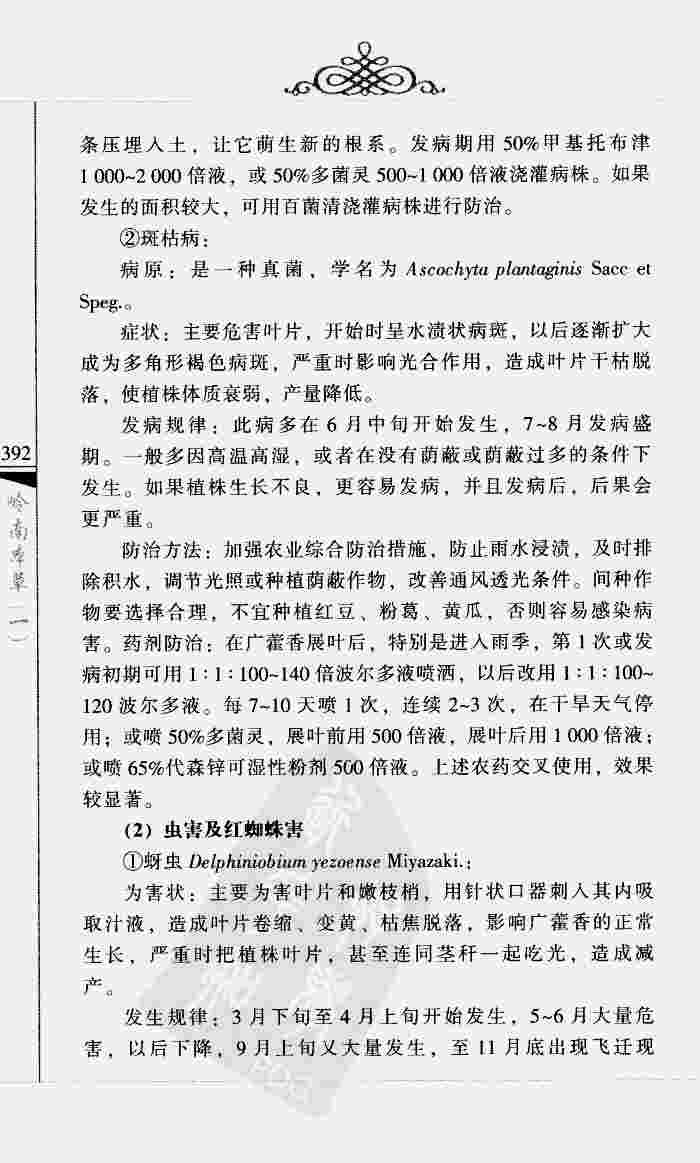 条压埋入土，让它萌生新的根系。发病期用 50%甲基托布津
1 000~2 000 倍液，或 50%多菌灵 500~1 000 倍液浇灌病株。如果
发生的面积较大，可用百菌清浇灌病株进行防治。
②斑枯病：
病原：是一种真菌，学名为 Ascochyta plantaginis Sacc et
Speg.。
症状：主要危害叶片，开始时呈水渍状病斑，以后逐渐扩大
成为多角形褐色病斑，严重时影响光合作用，造成叶片干枯脱
落，使植株体质衰弱，产量降低。
发病规律：此病多在 6 月中旬开始发生，7~8 月发病盛
期。一般多因高温高湿，或者在没有荫蔽或荫蔽过多的条件下
发生。如果植株生长不良，更容易发病，并且发病后，后果会
更严重。
防治方法：加强农业综合防治措施，防止雨水浸渍，及时排
除积水，调节光照或种植荫蔽作物，改善通风透光条件。间种作
物要选择合理，不宜种植红豆、粉葛、黄瓜，否则容易感染病
害。药剂防治：在广藿香展叶后，特别是进入雨季，第 1 次或发
病初期可用 1∶1∶100~140 倍波尔多液喷洒，以后改用 1∶1∶100~
120 波尔多液。每 7~10 天喷 1 次，连续 2~3 次，在干旱天气停
用；或喷 50%多菌灵，展叶前用 500 倍液，展叶后用 1 000 倍液；
或喷 65%代森锌可湿性粉剂 500 倍液。上述农药交叉使用，效果
较显著。
(2) 虫害及红蜘蛛害
①蚜虫 Delphiniobium yezoense Miyazaki.：
为害状：主要为害叶片和嫩枝梢，用针状口器刺入其内吸
取汁液，造成叶片卷缩、变黄、枯焦脱落，影响广藿香的正常
生长，严重时把植株叶片，甚至连同茎秆一起吃光，造成减
产。
发生规律：3 月下旬至 4 月上旬开始发生，5~6 月大量危
害，以后下降，9 月上旬又大量发生，至 11 月底出现飞迁现
392
岭南本草（一）